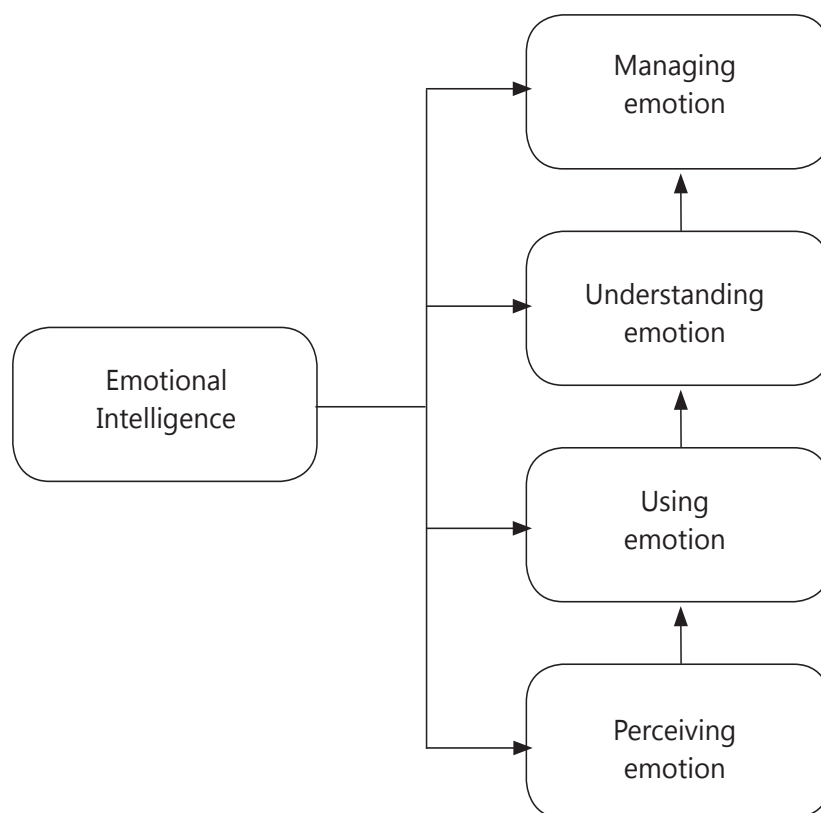 Managing
emotion
Understanding
emotion
Emotional
Intelligence
Using
emotion
Perceiving
emotion